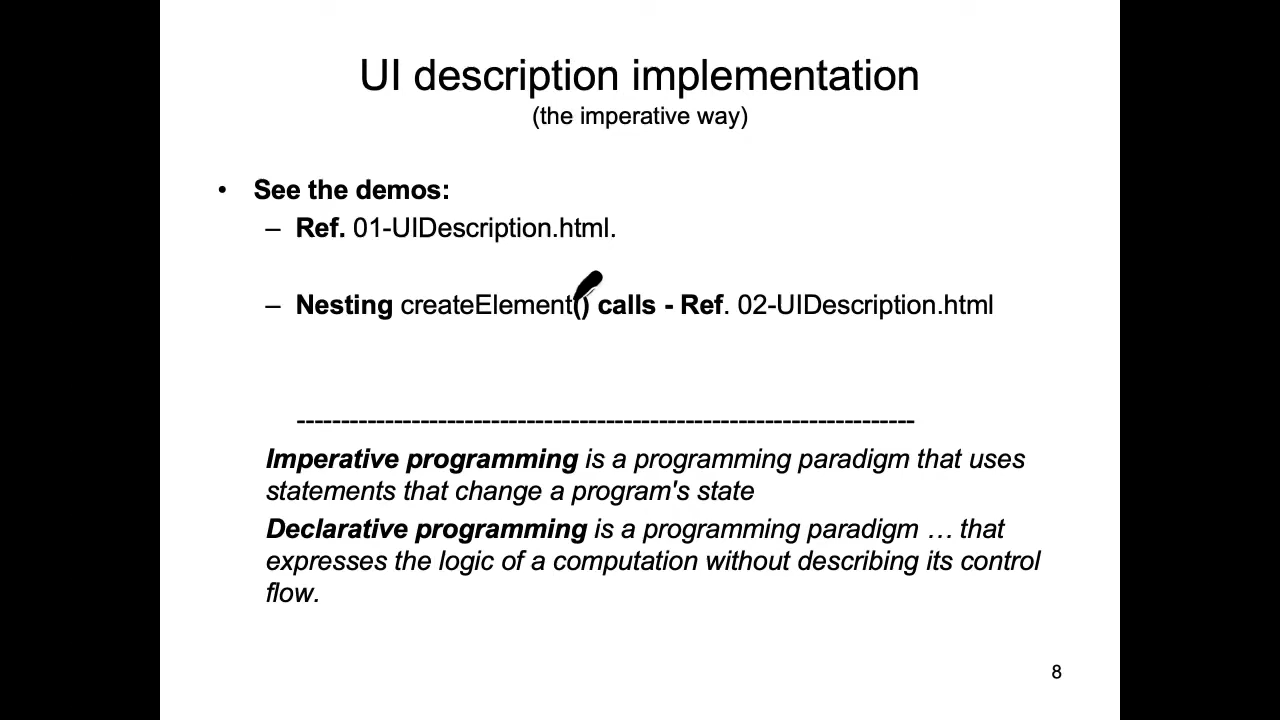 UI description implementation
(the imperative way)
• See the demos:
– Ref. 01-UIDescription.html.
– Nesting createElement() calls - Ref. 02-UIDescription.html
-----------------------------------------------------------------------
Imperative programming is a programming paradigm that uses
statements that change a program's state
Declarative programming is a programming paradigm … that
expresses the logic of a computation without describing its control
flow.
8